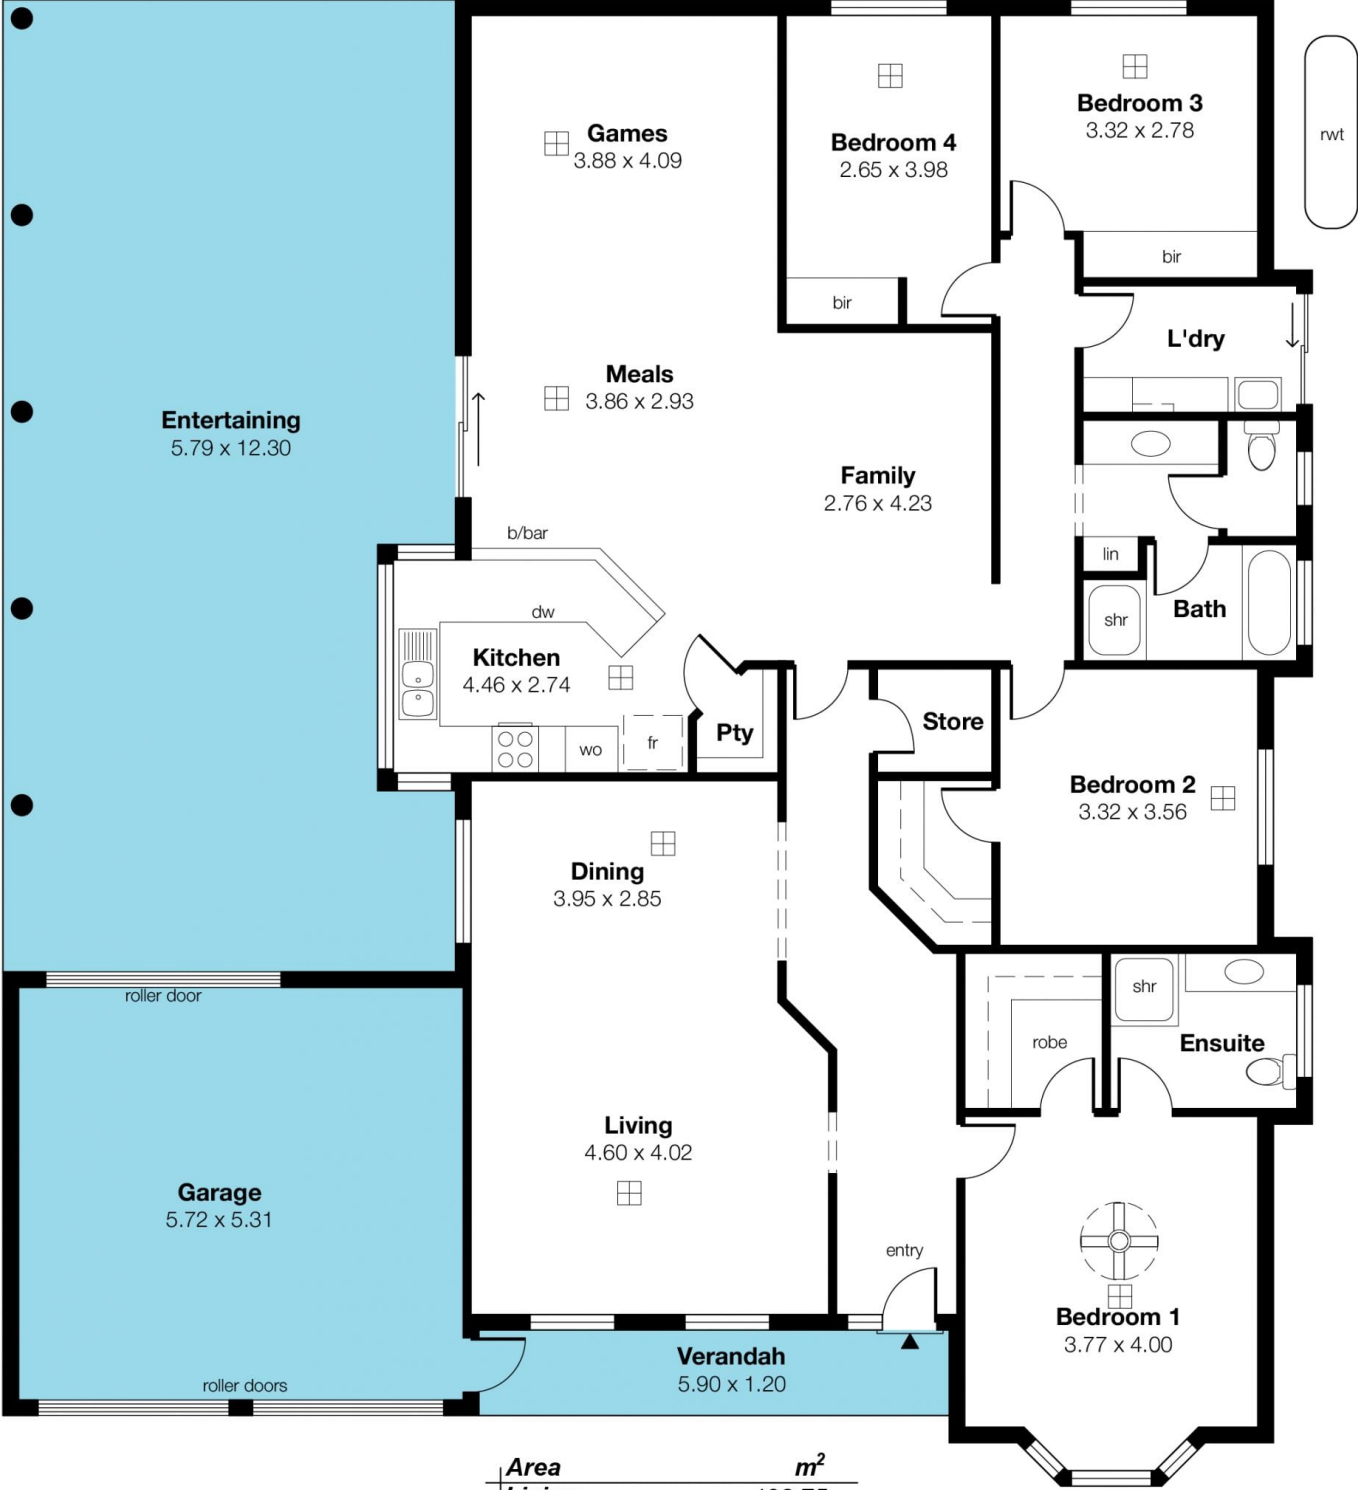 Games
3.88 x 4.09
Bedroom 4
2.65 x 3.98
Bedroom 3
3.32 x 2.78
rwt
bir
bir
L'dry
Meals
3.86 x 2.93
Entertaining
5.79 x 12.30
Family
2.76 x 4.23
b/bar
lin
dw
shr
Bath
Kitchen
4.46 x 2.74
wo
fr
Pty
Store
Bedroom 2
3.32 x 3.56
Dining
3.95 x 2.85
roller door
shr
robe
Ensuite
Living
4.60 x 4.02
Garage
5.72 x 5.31
entry
Bedroom 1
3.77 x 4.00
Verandah
5.90 x 1.20
roller doors
Area m²